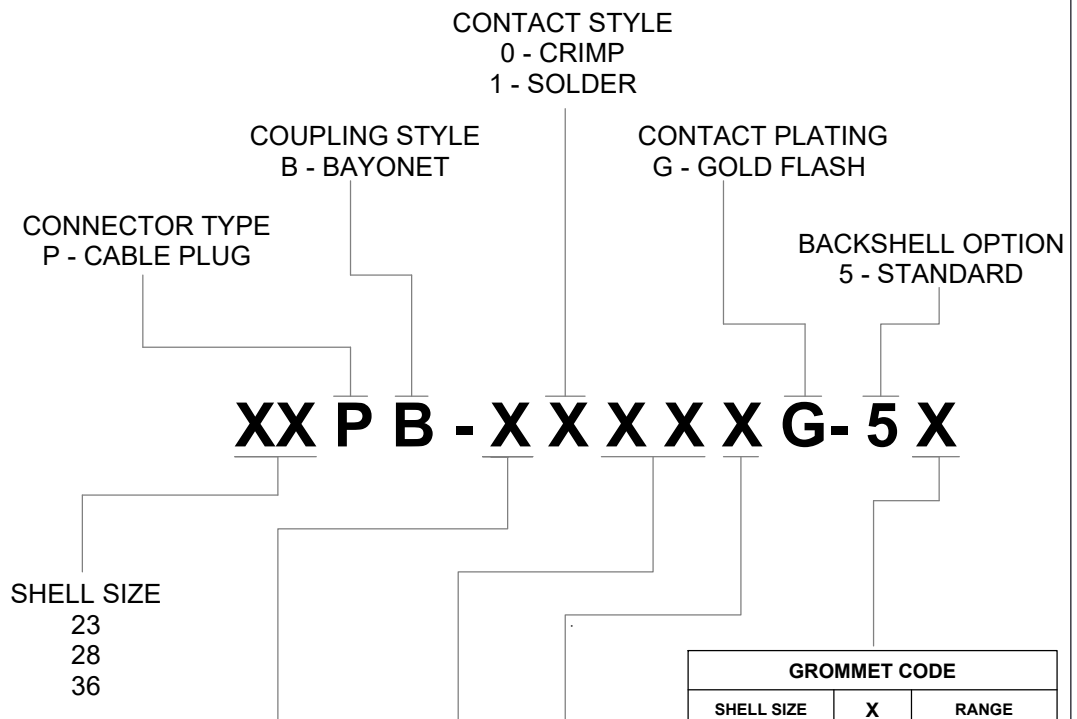 CONTACT STYLE
0 - CRIMP
1 - SOLDER
COUPLING STYLE
B - BAYONET
CONTACT PLATING
G - GOLD FLASH
CONNECTOR TYPE
P - CABLE PLUG
BACKSHELL OPTION
5 - STANDARD
XX P B - X X X X X G- 5 X
SHELL SIZE
23
28
36
GROMMET CODE
SHELL SIZE X RANGE